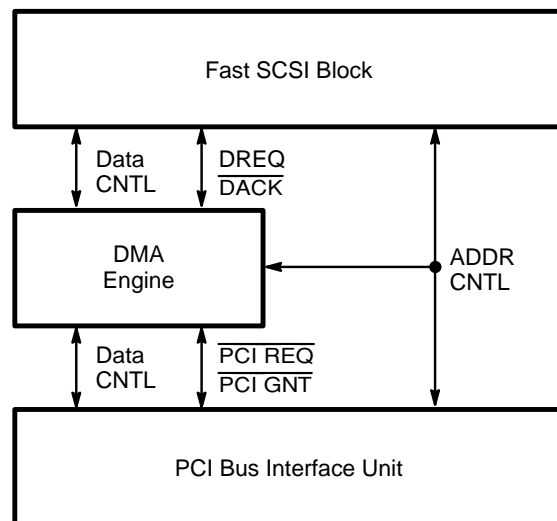 Fast SCSI Block
Data
CNTL
DREQ
DACK
DMA
Engine
ADDR
CNTL
Data
CNTL
PCI REQ
PCI GNT
PCI Bus Interface Unit